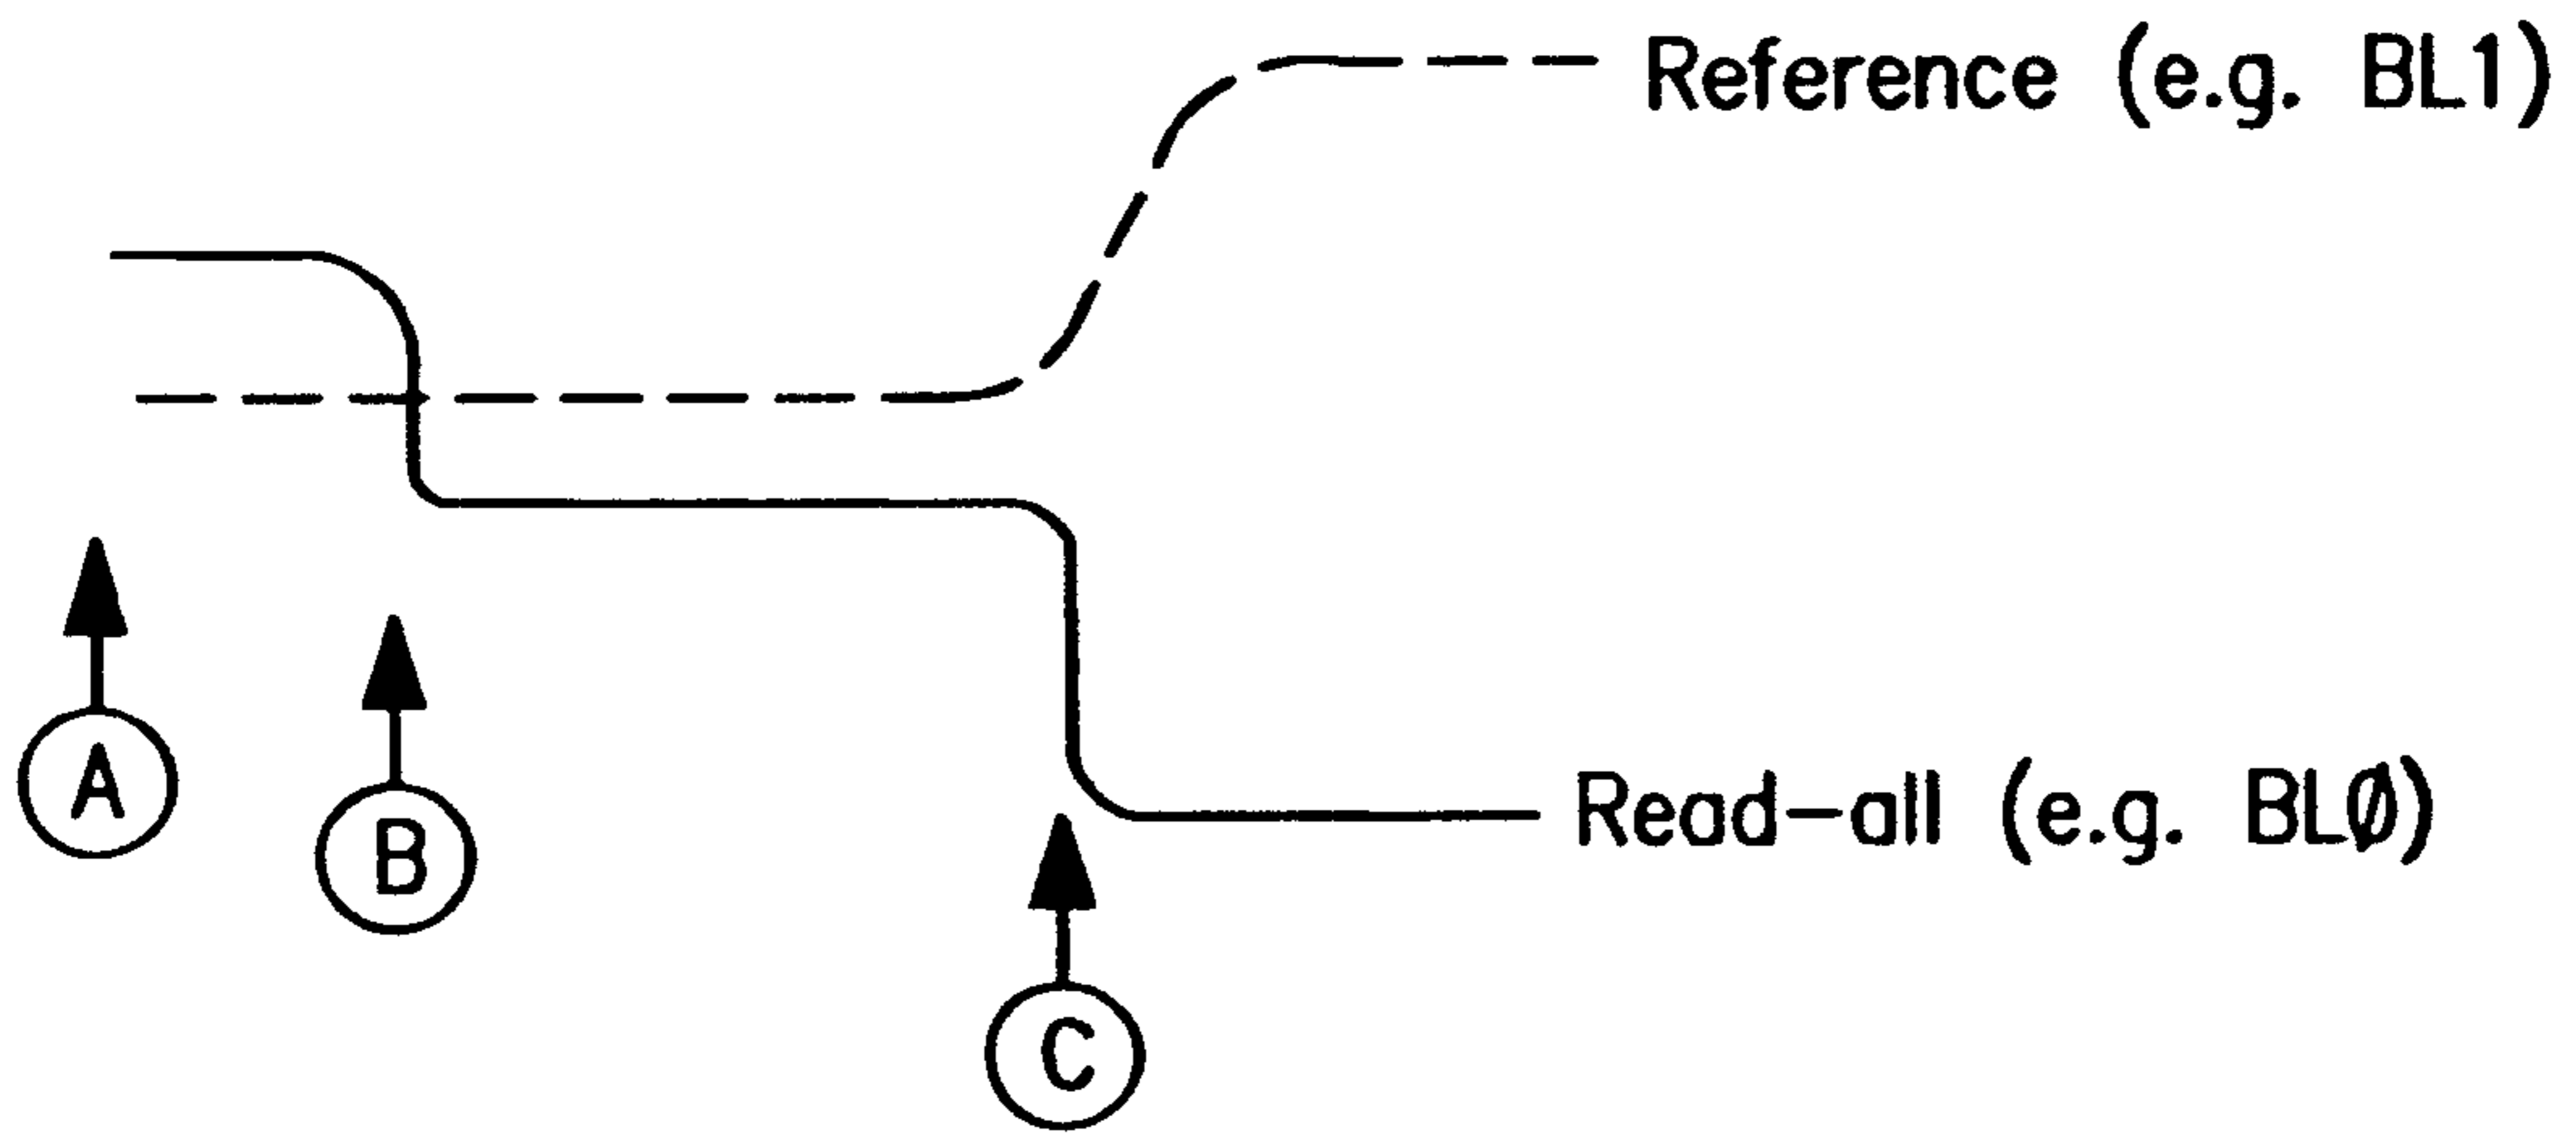 Reference (e.g. BL1)
A
B
Read-all (e.g. BLØ)
C